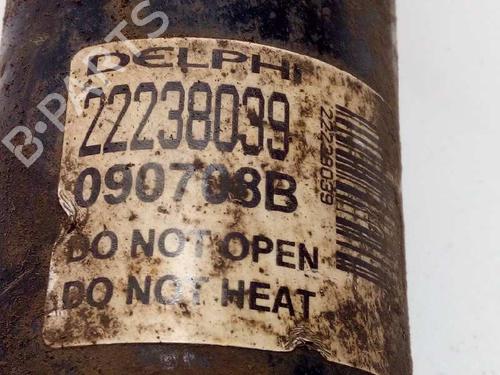 DELPHI
22238039
090708B
DO NOT OPEN
DO NOT HEAT
22238039
B-PARTS